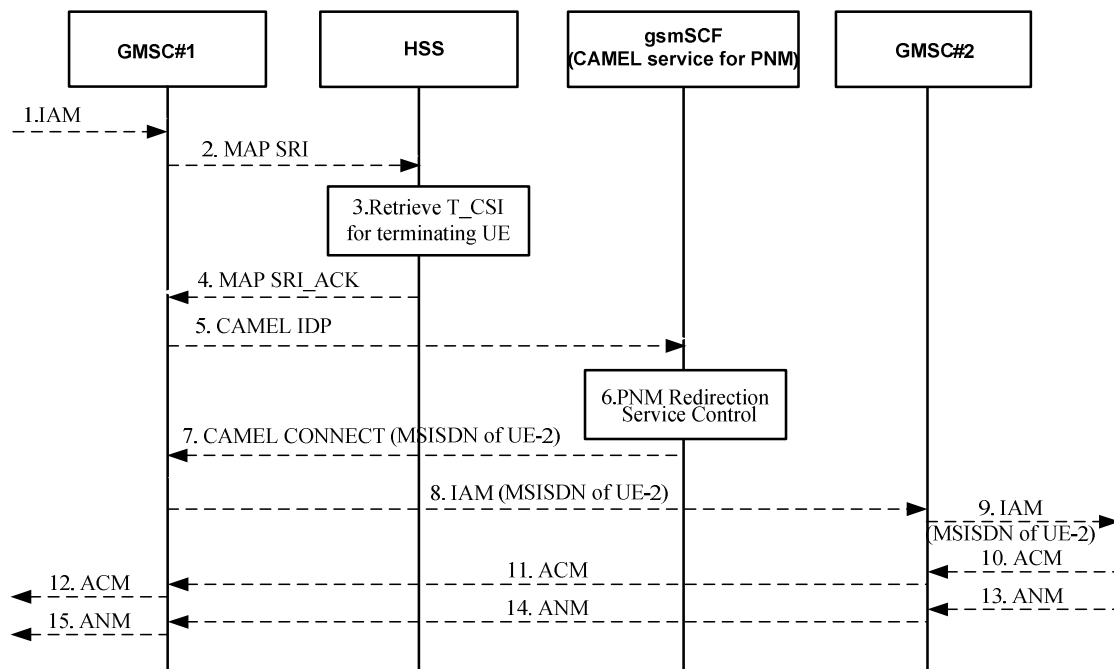 GMSC#1
HSS
gsmSCF
(CAMEL service for PNM)
GMSC#2
1.IAM
2. MAP SRI
3.Retrieve T_CSI
for terminating UE
4. MAP SRI_ACK
5. CAMEL IDP
6.PNM Redirection
Service Control
7. CAMEL CONNECT (MSISDN of UE-2)
8. IAM (MSISDN of UE-2)
9. IAM
(MSISDN of UE-2)
10. ACM
11. ACM
12. ACM
13. ANM
14. ANM
15. ANM